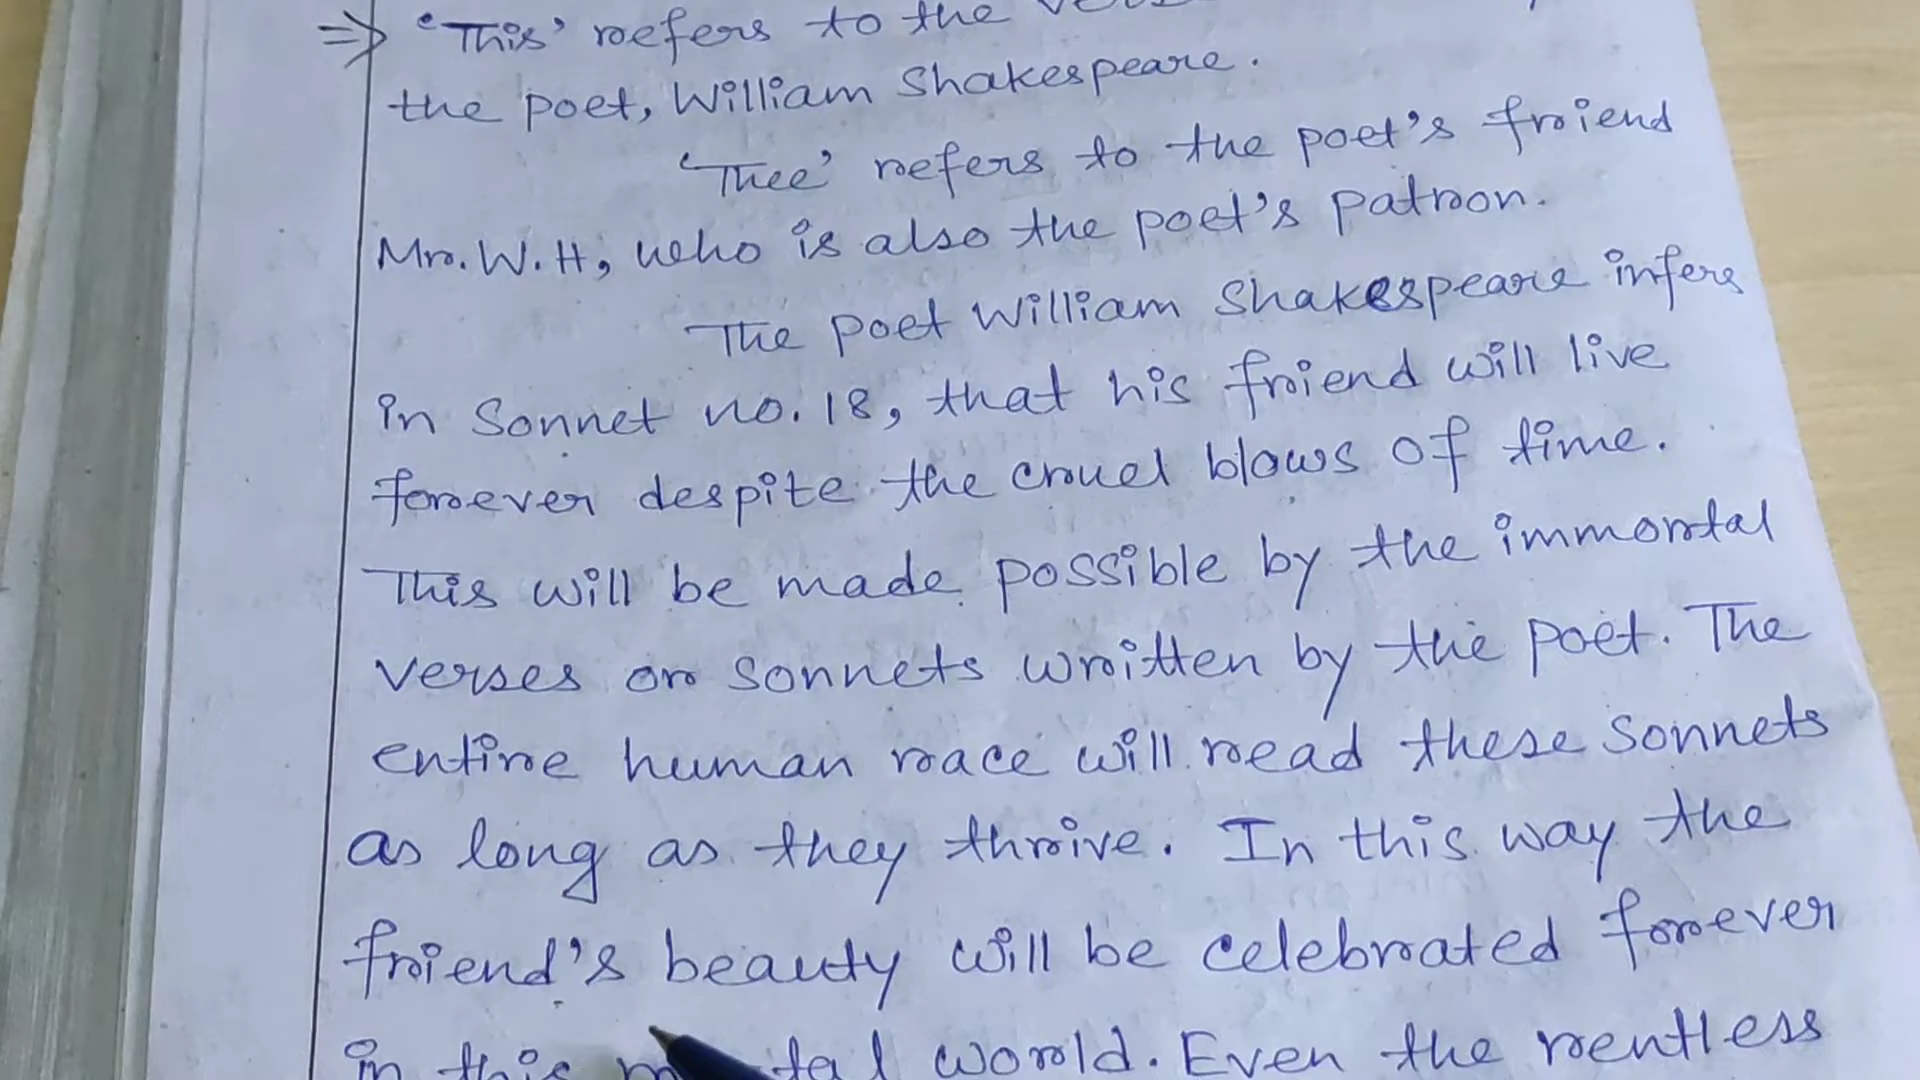 ⇒ 'This' refers to the
the poet, William Shakespeare.
'Thee' refers to the poet's friend
Mr. W.H, who is also the poet's patron.
The poet William Shakespeare infers
in Sonnet no. 18, that his friend will live
forever despite the cruel blows of time.
This will be made possible by the immortal
verses or sonnets written by the poet. The
entire human race will read these sonnets
as long as they thrive. In this way the
friend's beauty will be celebrated forever
in this world. Even the rentless